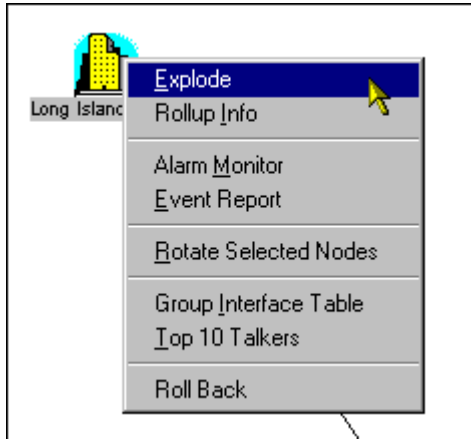 Long Island
Explode
Rollup Info
Alarm Monitor
Event Report
Rotate Selected Nodes
Group Interface Table
Top 10 Talkers
Roll Back